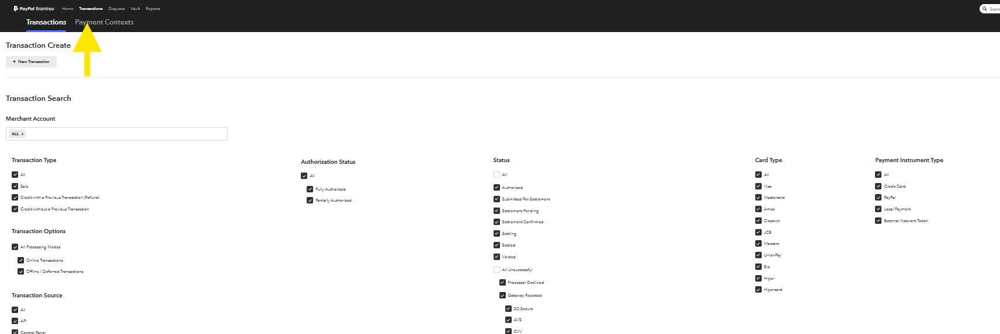 PayPal Braintree Home Transactions Disputes Vault Reports
Transactions Payment Contexts
Transaction Create
+ New Transaction
Transaction Search
Merchant Account
ALL ×
Transaction Type
All
Sale
Credit with a Previous Transaction (Refund)
Credit without a Previous Transaction
Transaction Options
All Processing Modes
Online Transactions
Offline / Deferred Transactions
Transaction Source
All
API
Control Panel
Authorization Status
All
Fully Authorized
Partially Authorized
Status
All
Authorized
Submitted For Settlement
Settlement Pending
Settlement Confirmed
Settling
Settled
Voided
All Unsuccessful
Processor Declined
Gateway Rejected
3D Secure
AVS
CVV
Card Type
All
Visa
Mastercard
Amex
Discover
JCB
Maestro
UnionPay
Elo
Hiper
Hipercard
Payment Instrument Type
All
Credit Card
PayPal
Local Payment
External Network Token